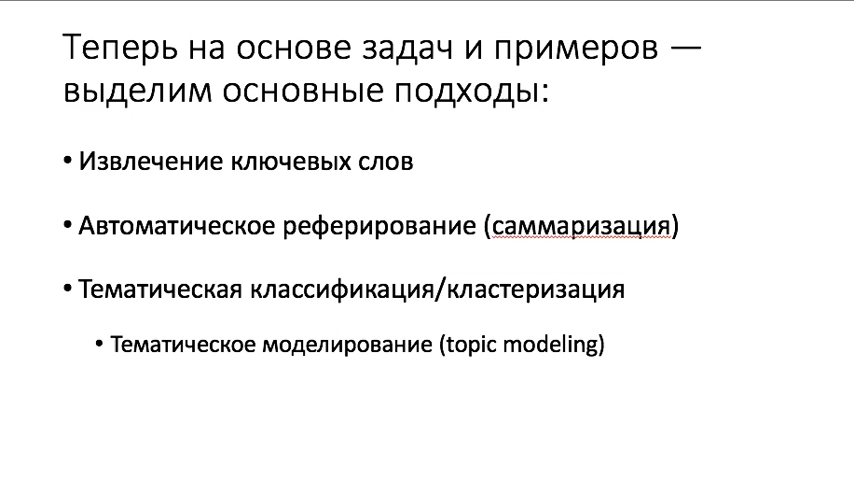 Теперь на основе задач и примеров —
выделим основные подходы:
• Извлечение ключевых слов
• Автоматическое реферирование (саммаризация)
• Тематическая классификация/кластеризация
• Тематическое моделирование (topic modeling)